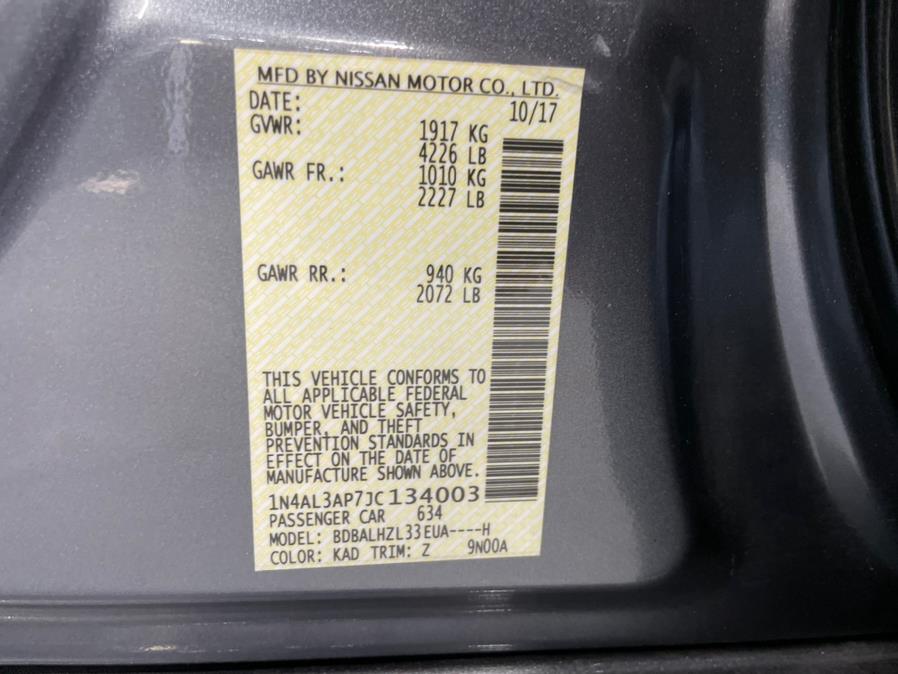 MFD BY NISSAN MOTOR CO., LTD.
DATE: 10/17
GVWR: 1917 KG
4226 LB
GAWR FR.: 1010 KG
2227 LB
GAWR RR.: 940 KG
2072 LB
THIS VEHICLE CONFORMS TO
ALL APPLICABLE FEDERAL
MOTOR VEHICLE SAFETY,
BUMPER, AND THEFT
PREVENTION STANDARDS IN
EFFECT ON THE DATE OF
MANUFACTURE SHOWN ABOVE.
1N4AL3AP7JC134003
PASSENGER CAR 634
MODEL: BDBALHZL33EUA----H
COLOR: KAD TRIM: Z 9N00A